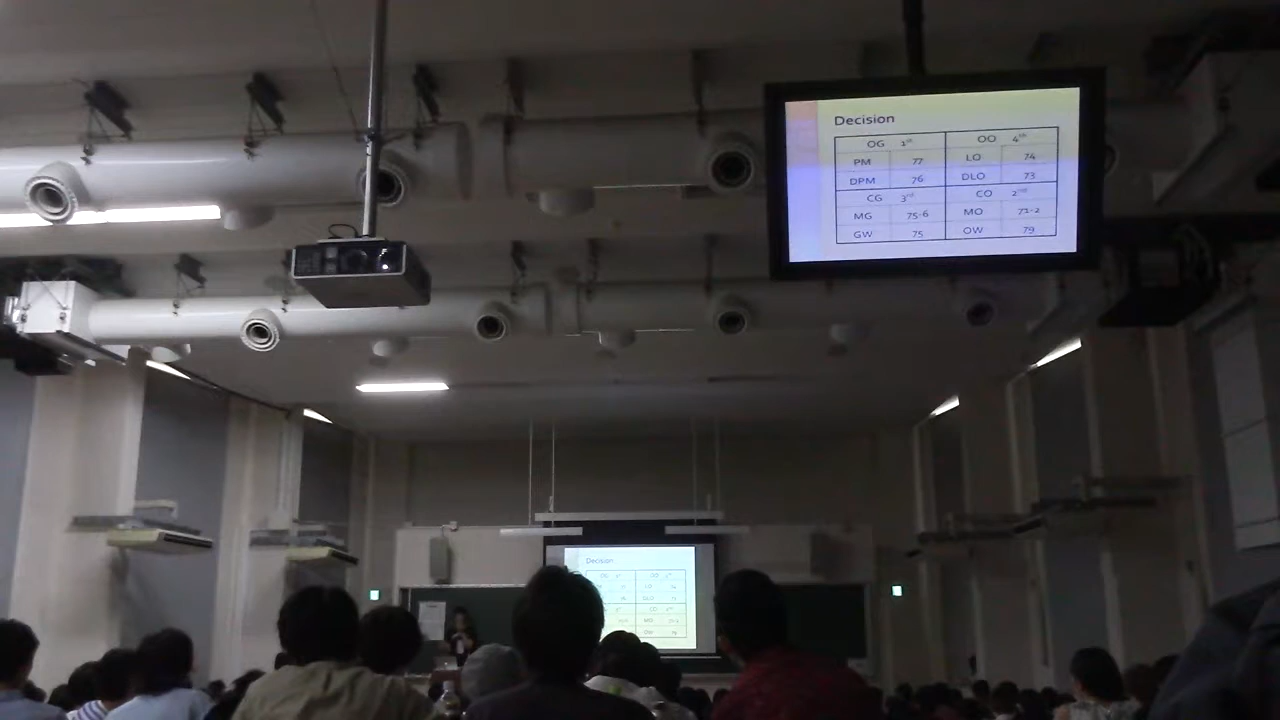 Decision
OG 1st OO 4th
PM 77 LO 74
DPM 76 DLO 73
CG 3rd CO 2nd
MG 75-6 MO 71-2
GW 75 OW 79
Decision